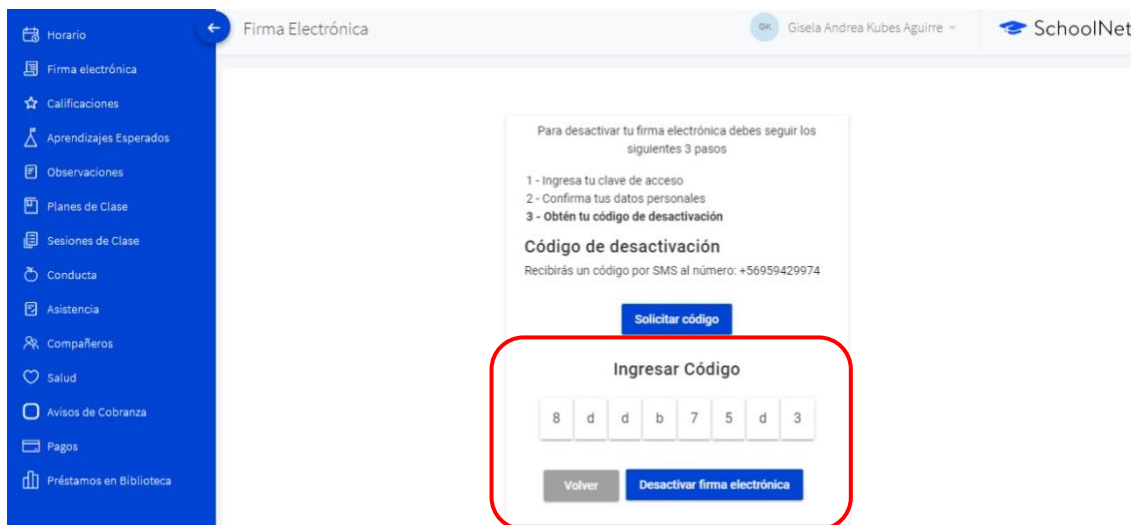 Horario
Firma electrónica
Calificaciones
Aprendizajes Esperados
Observaciones
Planes de Clase
Sesiones de Clase
Conducta
Asistencia
Compañeros
Salud
Avisos de Cobranza
Pagos
Préstamos en Biblioteca
Firma Electrónica
GK Gisela Andrea Kubes Aguirre
SchoolNet
Para desactivar tu firma electrónica debes seguir los
siguientes 3 pasos
1 - Ingresa tu clave de acceso
2 - Confirma tus datos personales
3 - Obtén tu código de desactivación
Código de desactivación
Recibirás un código por SMS al número: +56959429974
Solicitar código
Ingresar Código
8 d d b 7 5 d 3
Volver Desactivar firma electrónica